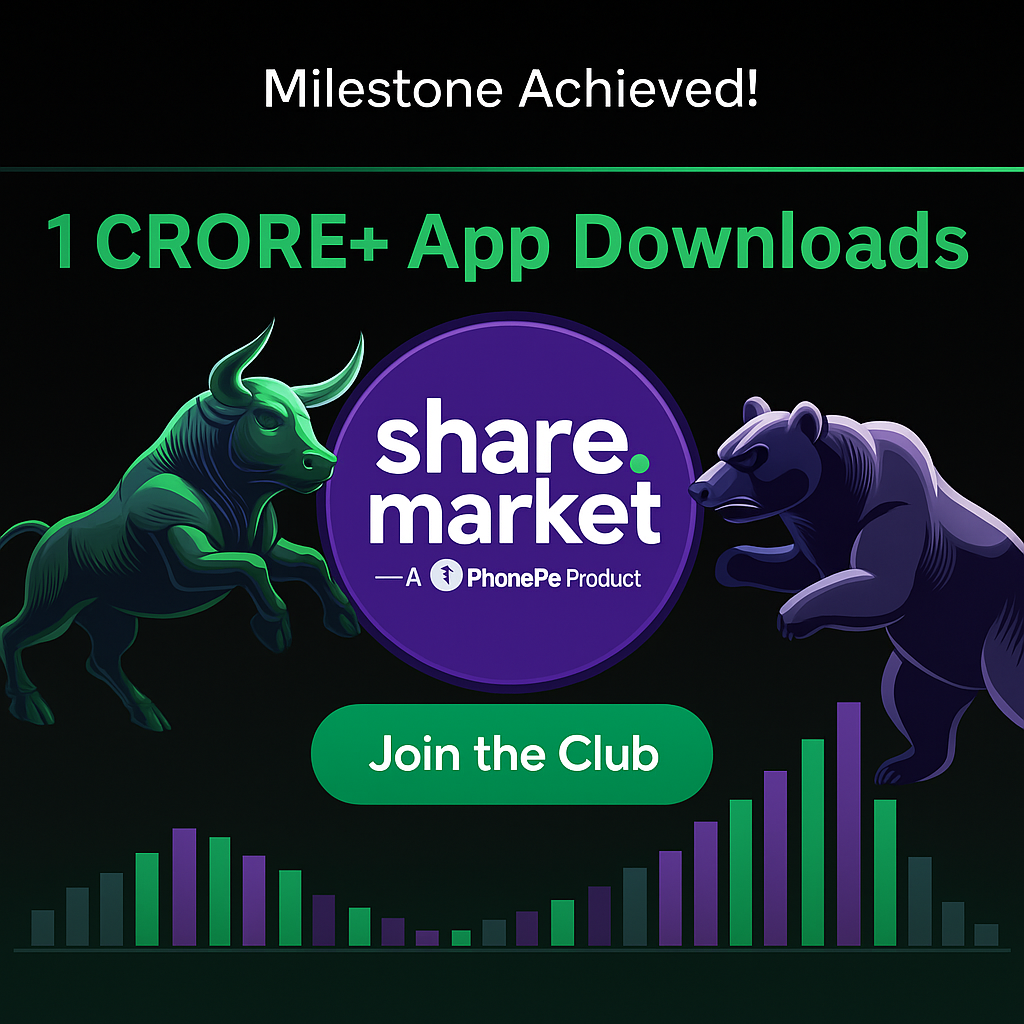 Milestone Achieved!
1 CRORE+ App Downloads
share.
market
—A PhonePe Product
Join the Club